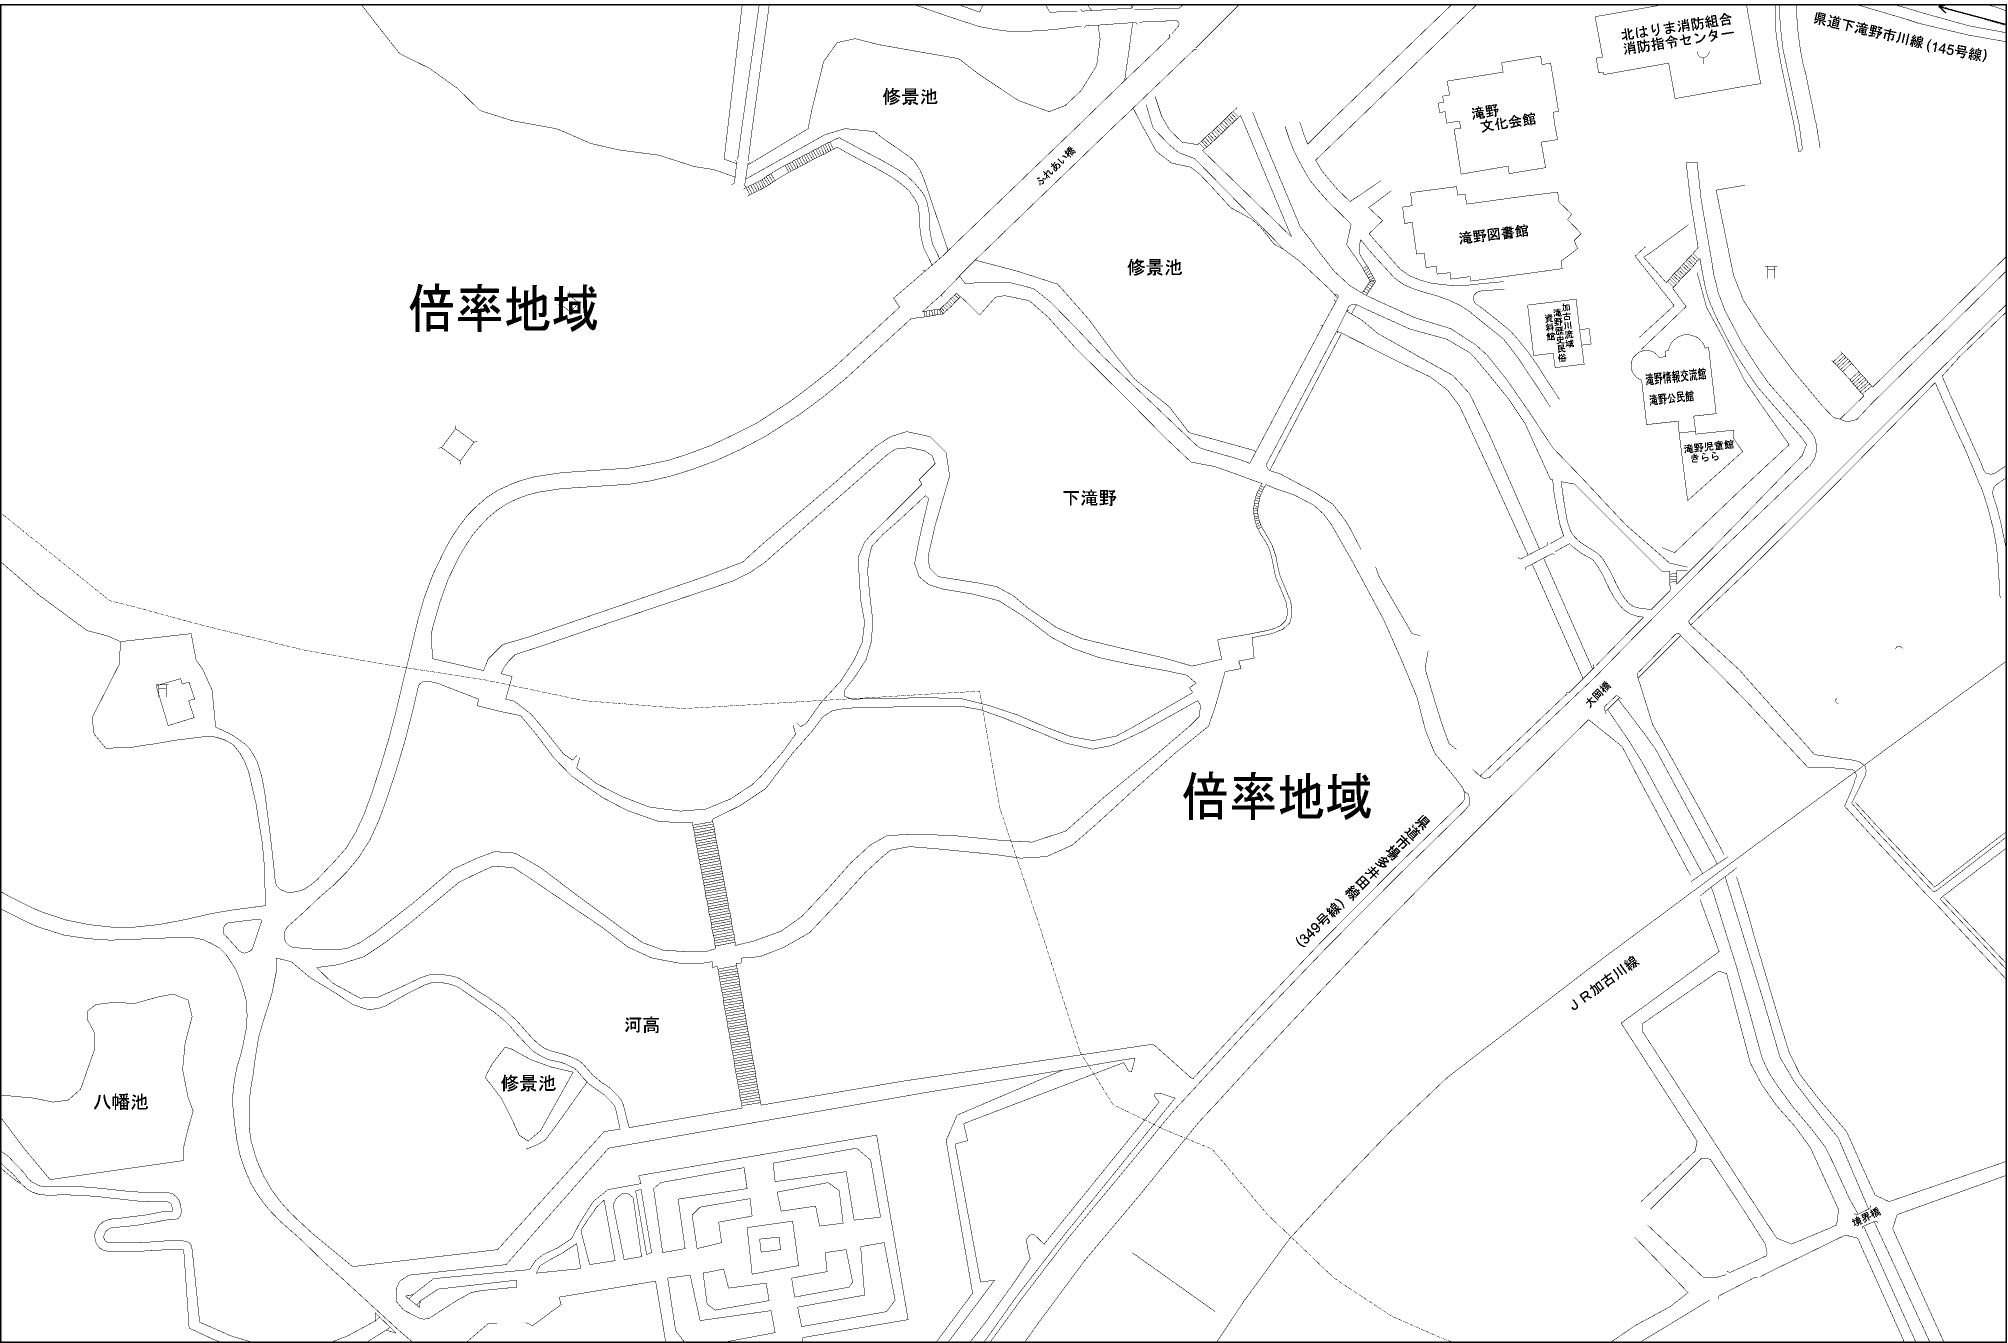 北はりま消防組合
消防指令センター
県道下滝野市川線(145号線)
修景池
滝野
文化会館
ふれあい橋
滝野図書館
修景池
倍率地域
加古川流域
滝野歴史民俗
資料館
滝野情報交流館
滝野公民館
滝野児童館
きらら
下滝野
大岡橋
倍率地域
県道市場多井田線
(349号線)
JR加古川線
河高
修景池
八幡池
境界橋